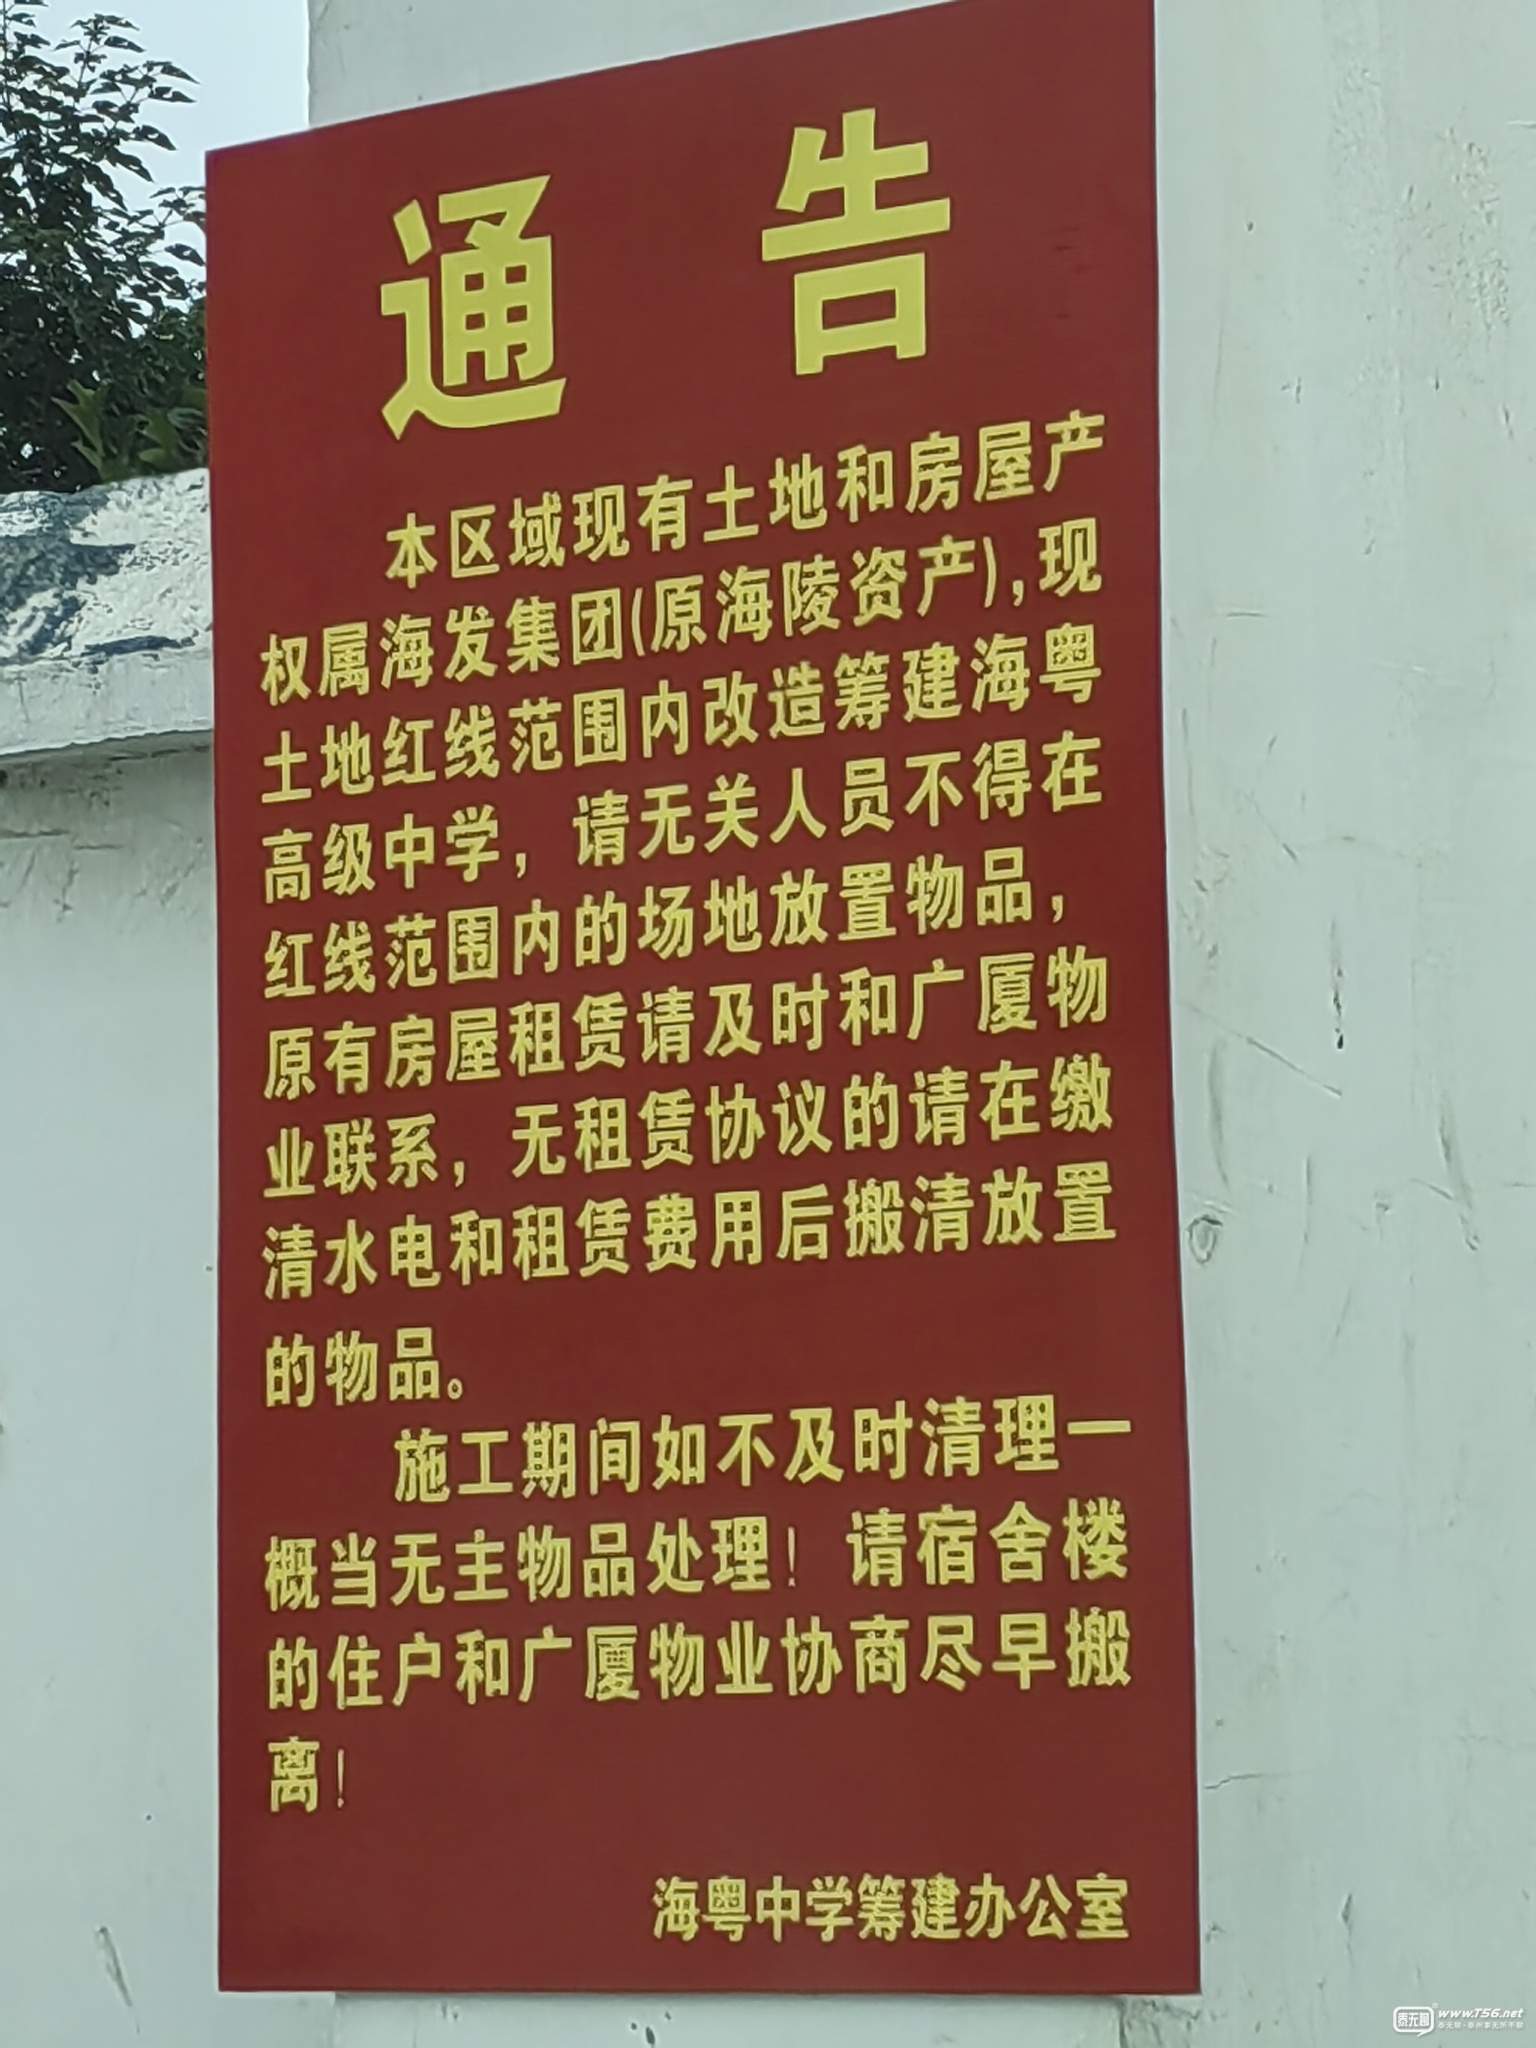 通 告
本区域现有土地和房屋产
权属海发集团(原海陵资产),现
土地红线范围内改造筹建海粤
高级中学，请无关人员不得在
红线范围内的场地放置物品，
原有房屋租赁请及时和广厦物
业联系，无租赁协议的请在缴
清水电和租赁费用后搬清放置
的物品。
施工期间如不及时清理一
概当无主物品处理！请宿舍楼
的住户和广厦物业协商尽早搬
离！
海粤中学筹建办公室
泰无聊 www.T56.net